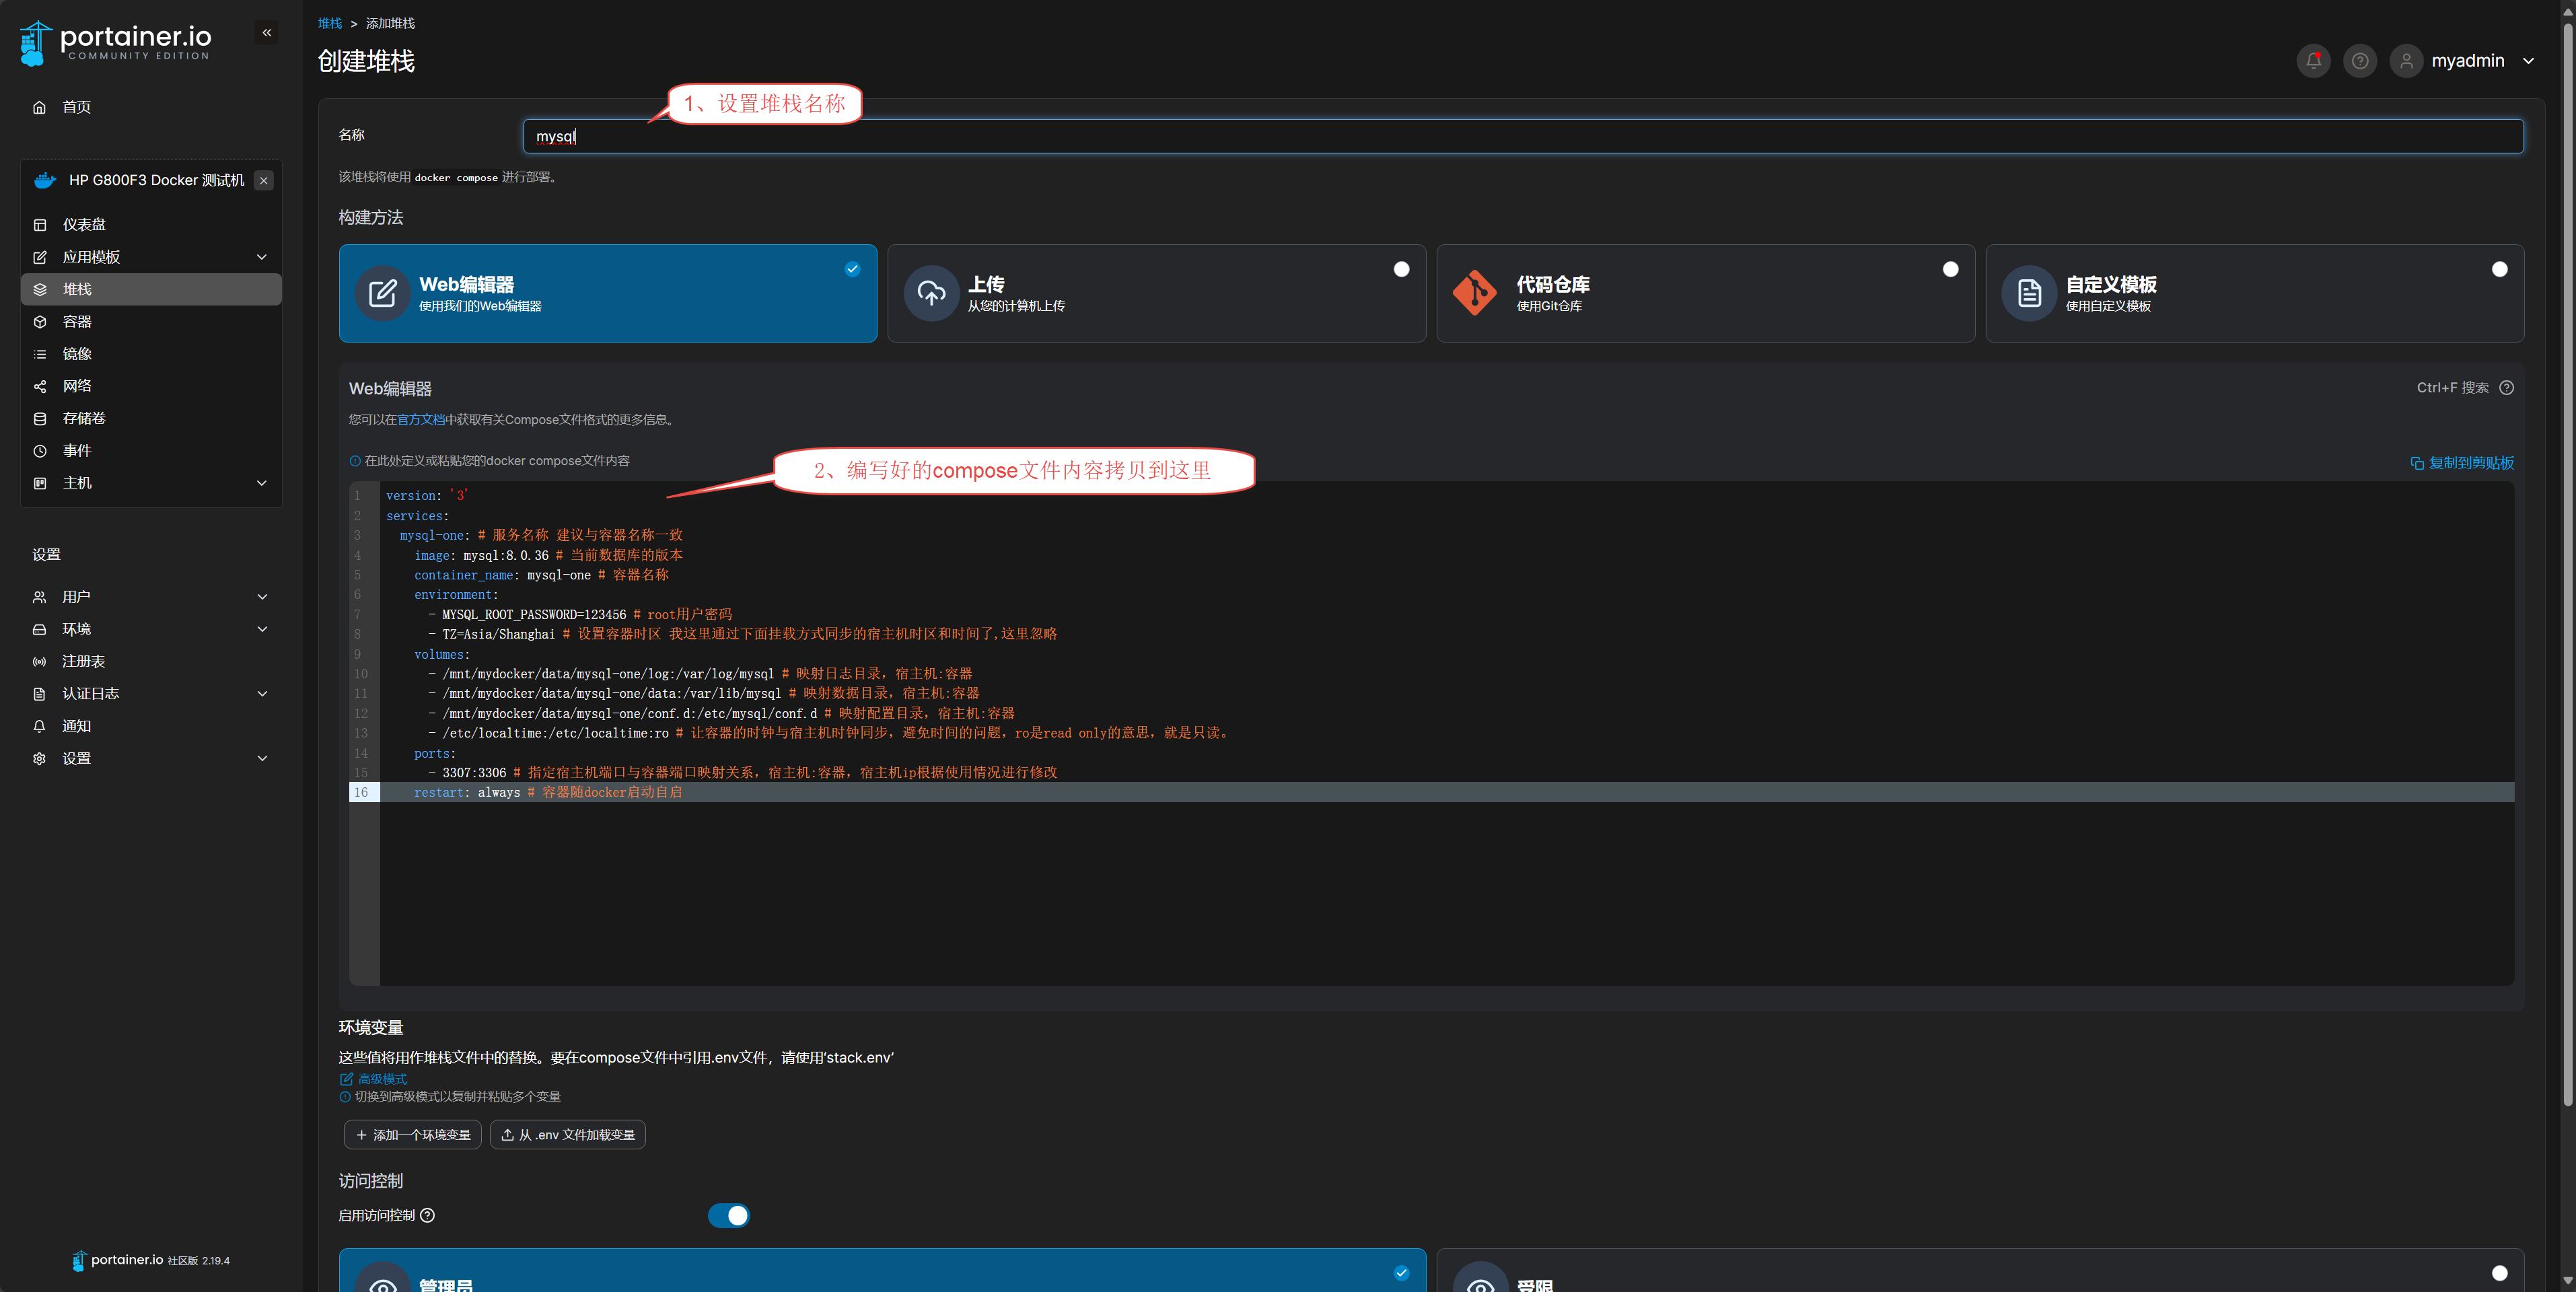 portainer.io
COMMUNITY EDITION
首页
HP G800F3 Docker 测试机
仪表盘
应用模板
堆栈
容器
镜像
网络
存储卷
事件
主机
设置
用户
环境
注册表
认证日志
通知
设置
portainer.io 社区版 2.19.4
堆栈 > 添加堆栈
创建堆栈
myadmin
1、设置堆栈名称
名称
mysql
该堆栈将使用 docker compose 进行部署。
构建方法
Web编辑器
使用我们的Web编辑器
上传
从您的计算机上传
代码仓库
使用Git仓库
自定义模板
使用自定义模板
Web编辑器
Ctrl+F 搜索
您可以在官方文档中获取有关Compose文件格式的更多信息。
在此处定义或粘贴您的docker compose文件内容
2、编写好的compose文件内容拷贝到这里
复制到剪贴板
1 version: '3'
2 services:
3 mysql-one: # 服务名称 建议与容器名称一致
4 image: mysql:8.0.36 # 当前数据库的版本
5 container_name: mysql-one # 容器名称
6 environment:
7 - MYSQL_ROOT_PASSWORD=123456 # root用户密码
8 - TZ=Asia/Shanghai # 设置容器时区 我这里通过下面挂载方式同步的宿主机时区和时间了,这里忽略
9 volumes:
10 - /mnt/mydocker/data/mysql-one/log:/var/log/mysql # 映射日志目录，宿主机:容器
11 - /mnt/mydocker/data/mysql-one/data:/var/lib/mysql # 映射数据目录，宿主机:容器
12 - /mnt/mydocker/data/mysql-one/conf.d:/etc/mysql/conf.d # 映射配置目录，宿主机:容器
13 - /etc/localtime:/etc/localtime:ro # 让容器的时钟与宿主机时钟同步，避免时间的问题，ro是read only的意思，就是只读。
14 ports:
15 - 3307:3306 # 指定宿主机端口与容器端口映射关系，宿主机:容器，宿主机ip根据使用情况进行修改
16 restart: always # 容器随docker启动自启
环境变量
这些值将用作堆栈文件中的替换。要在compose文件中引用.env文件，请使用‘stack.env’
高级模式
切换到高级模式以复制并粘贴多个变量
添加一个环境变量
从 .env 文件加载变量
访问控制
启用访问控制
管理员
受限